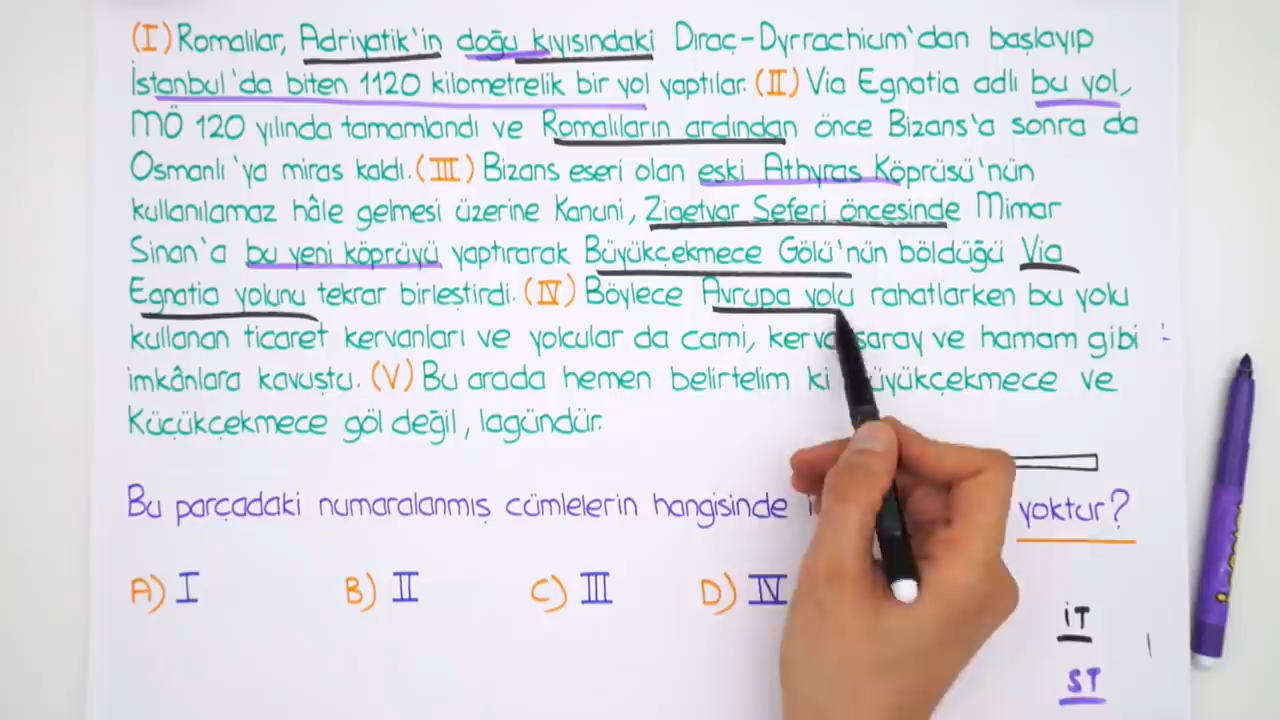 (I) Romalılar, Adriyatik'in doğu kıyısındaki Dıraç-Dyrrachium'dan başlayıp
İstanbul'da biten 1120 kilometrelik bir yol yaptılar. (II) Via Egnatia adlı bu yol,
MÖ 120 yılında tamamlandı ve Romalıların ardından önce Bizans'a sonra da
Osmanlı'ya miras kaldı. (III) Bizans eseri olan eski Athyras Köprüsü'nün
kullanılamaz hâle gelmesi üzerine Kanuni, Zigetvar Seferi öncesinde Mimar
Sinan'a bu yeni köprüyü yaptırarak Büyükçekmece Gölü'nün böldüğü Via
Egnatia yolunu tekrar birleştirdi. (IV) Böylece Avrupa yolu rahatlarken bu yolu
kullanan ticaret kervanları ve yolcular da cami, saray ve hamam gibi
imkânlara kavuştu. (V) Bu arada hemen belirtelim ki ve
Küçükçekmece göl değil, lagündür.
Bu parçadaki numaralanmış cümlelerin hangisinde yoktur?
A) I B) II C) III D) IV
İT
ST